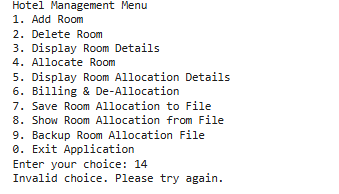 Hotel Management Menu
1. Add Room
2. Delete Room
3. Display Room Details
4. Allocate Room
5. Display Room Allocation Details
6. Billing & De-Allocation
7. Save Room Allocation to File
8. Show Room Allocation from File
9. Backup Room Allocation File
0. Exit Application
Enter your choice: 14
Invalid choice. Please try again.